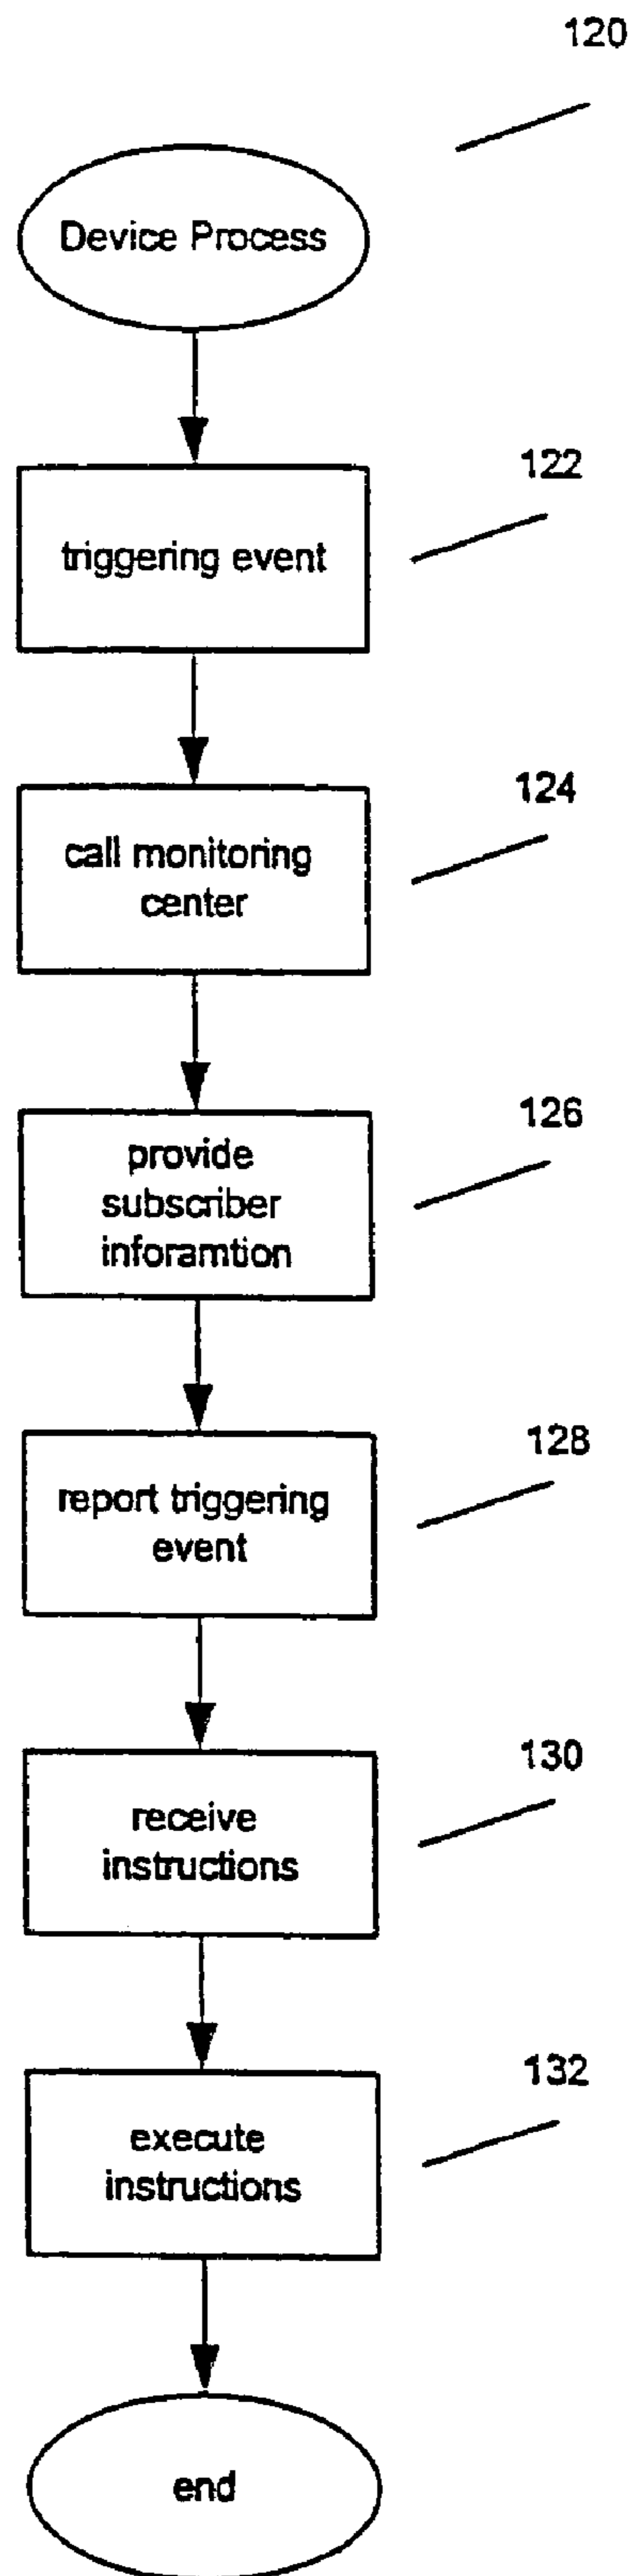 120
Device Process
122
triggering event
124
call monitoring
center
126
provide
subscriber
inforamtion
128
report triggering
event
130
receive
instructions
132
execute
instructions
end